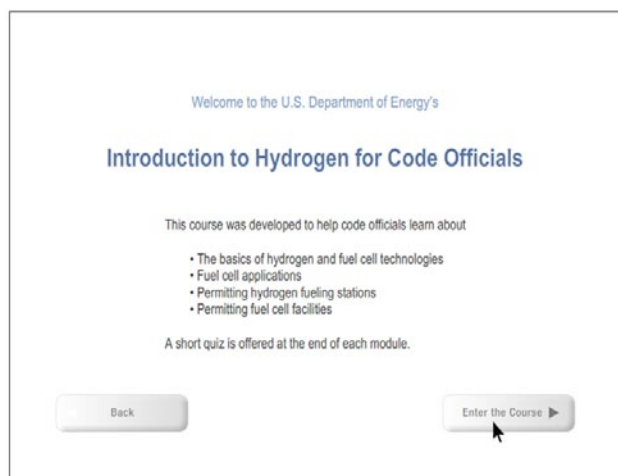 Welcome to the U.S. Department of Energy's
Introduction to Hydrogen for Code Officials
This course was developed to help code officials learn about
• The basics of hydrogen and fuel cell technologies
• Fuel cell applications
• Permitting hydrogen fueling stations
• Permitting fuel cell facilities
A short quiz is offered at the end of each module.
Back
Enter the Course